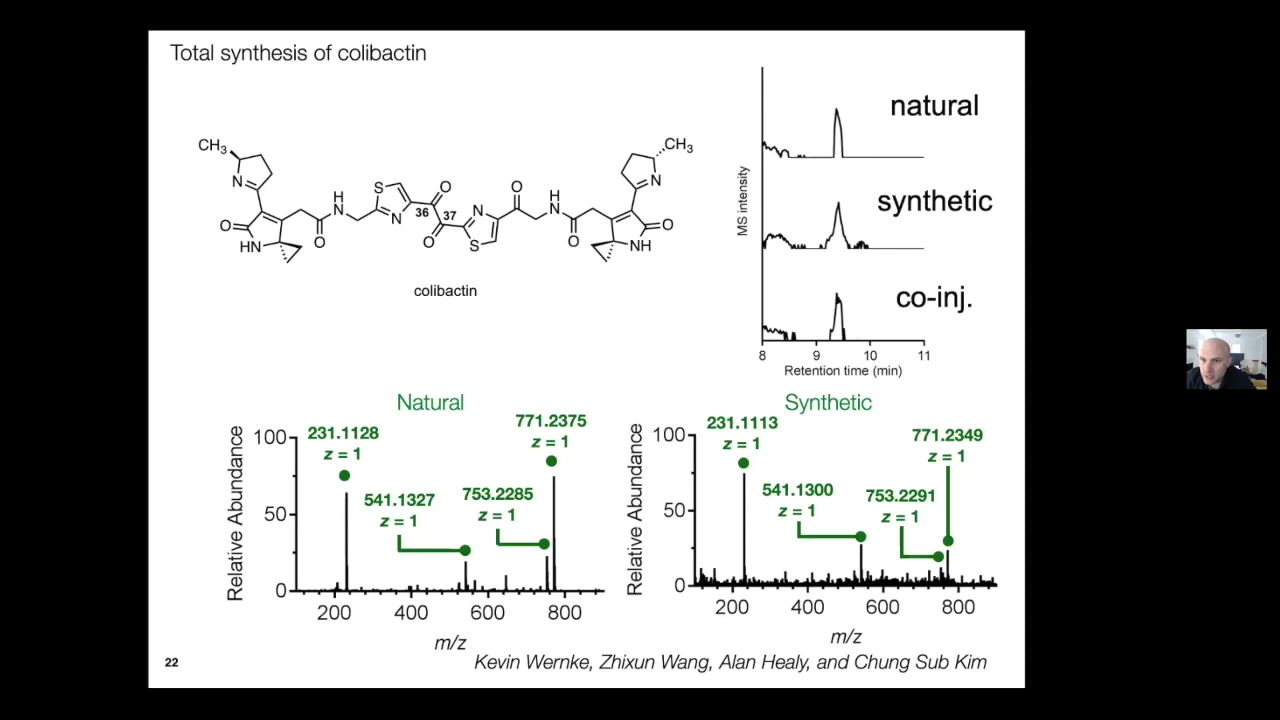 Total synthesis of colibactin
CH3
N
O
HN
O
H
N
S
N
36
O
37
O
N
S
O
H
N
O
CH3
N
O
NH
colibactin
natural
synthetic
co-inj.
MS intensity
8 9 10 11
Retention time (min)
Natural
231.1128
z = 1
541.1327
z = 1
753.2285
z = 1
771.2375
z = 1
Relative Abundance
100
50
0
200 400 600 800
m/z
Synthetic
231.1113
z = 1
541.1300
z = 1
753.2291
z = 1
771.2349
z = 1
Relative Abundance
100
50
0
200 400 600 800
m/z
22
Kevin Wernke, Zhixun Wang, Alan Healy, and Chung Sub Kim